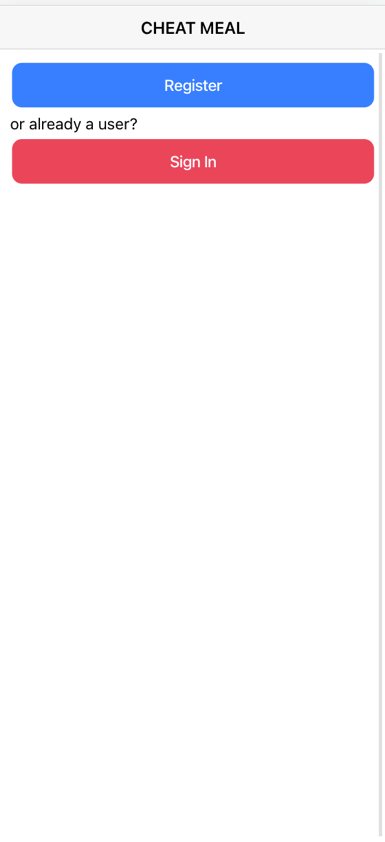 CHEAT MEAL
Register
or already a user?
Sign In